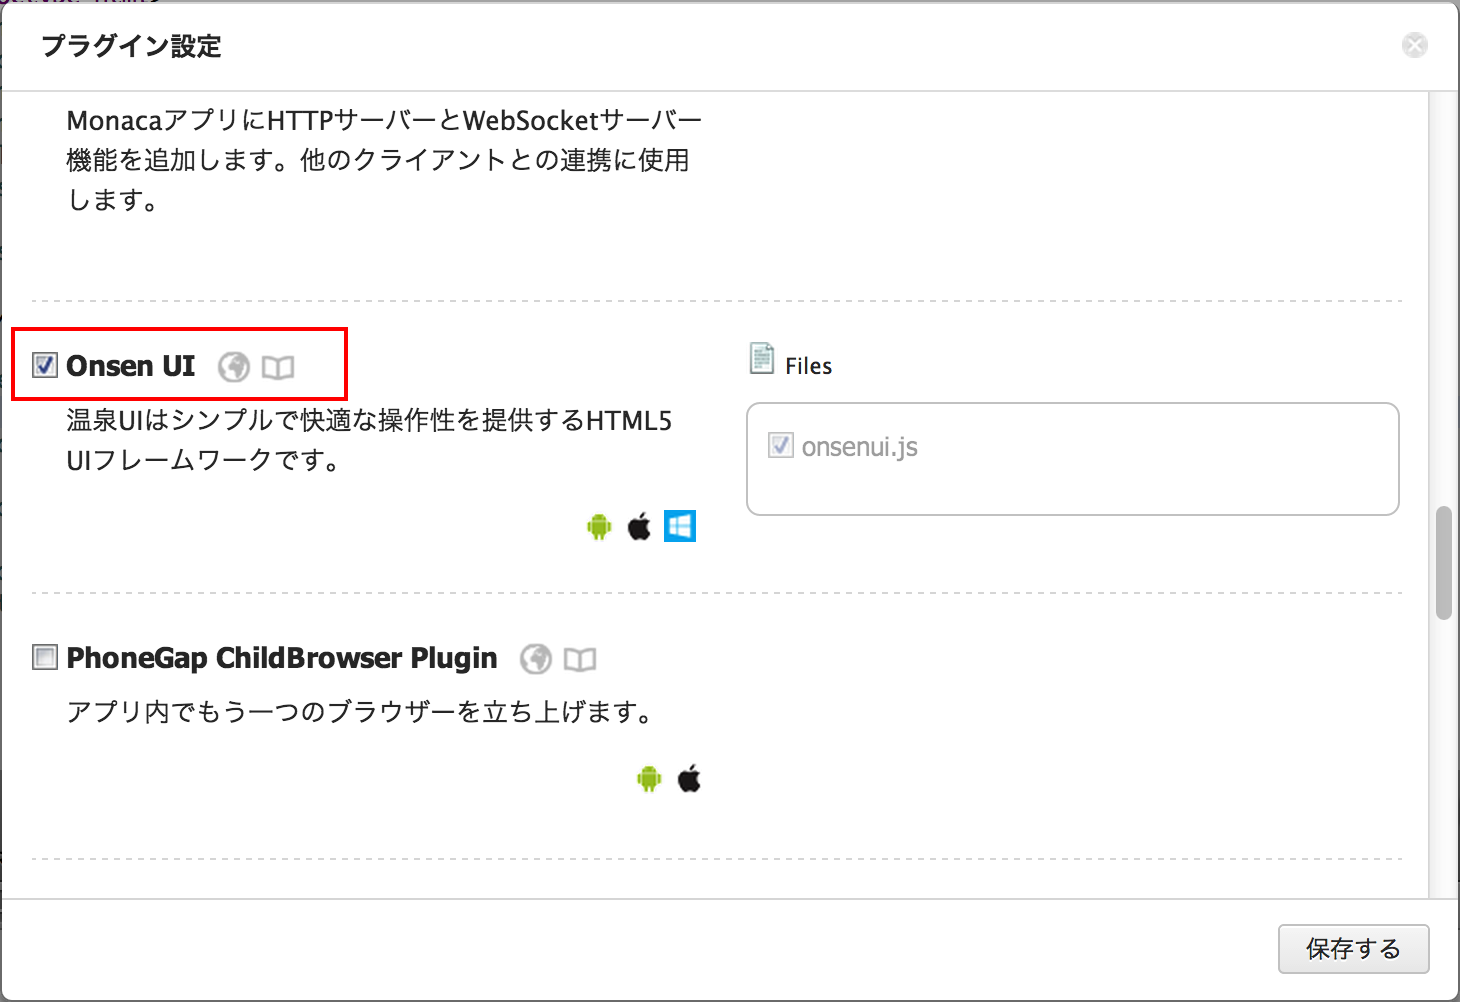 プラグイン設定
MonacaアプリにHTTPサーバーとWebSocketサーバー
機能を追加します。他のクライアントとの連携に使用
します。
Onsen UI
温泉UIはシンプルで快適な操作性を提供するHTML5
UIフレームワークです。
Files
onsenui.js
PhoneGap ChildBrowser Plugin
アプリ内でもう一つのブラウザーを立ち上げます。
保存する